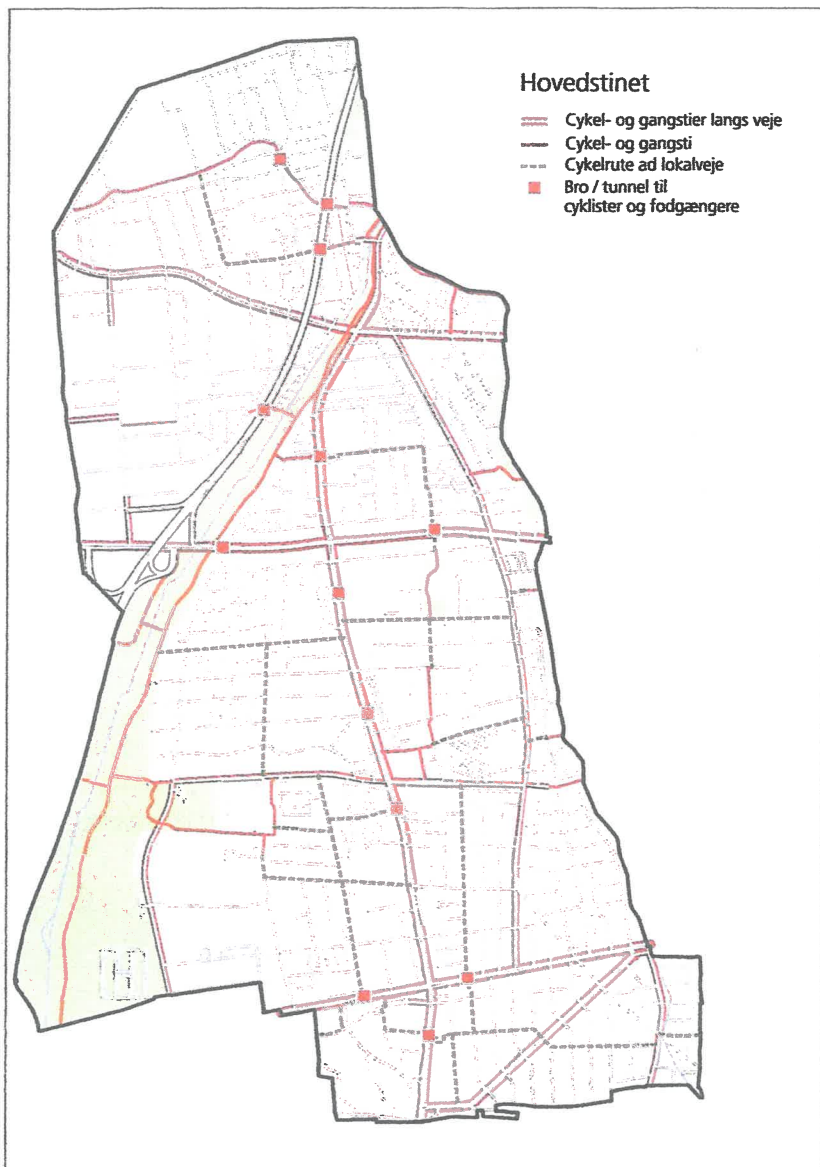 Hovedstinet
Cykel- og gangstier langs veje
Cykel- og gangsti
Cykelrute ad lokalveje
Bro / tunnel til
cyklister og fodgængere